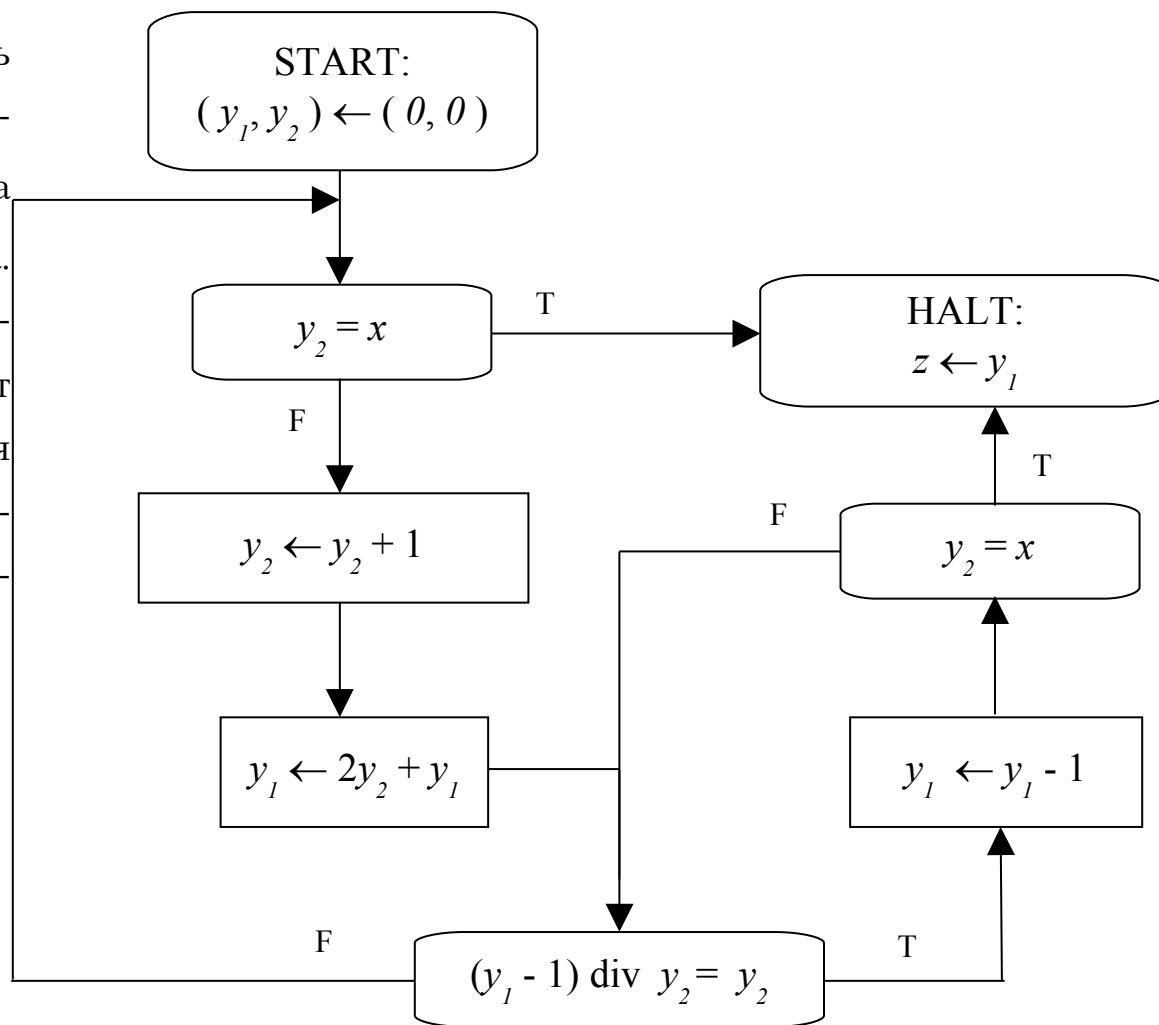 ь
-
а
.
START:
( y₁, y₂ ) ← ( 0, 0 )
y₂ = x
T
HALT:
z ← y₁
-
т
я
F
T
-
-
y₂ ← y₂ + 1
F
y₂ = x
y₁ ← 2y₂ + y₁
y₁ ← y₁ - 1
F
(y₁ - 1) div y₂ = y₂
T